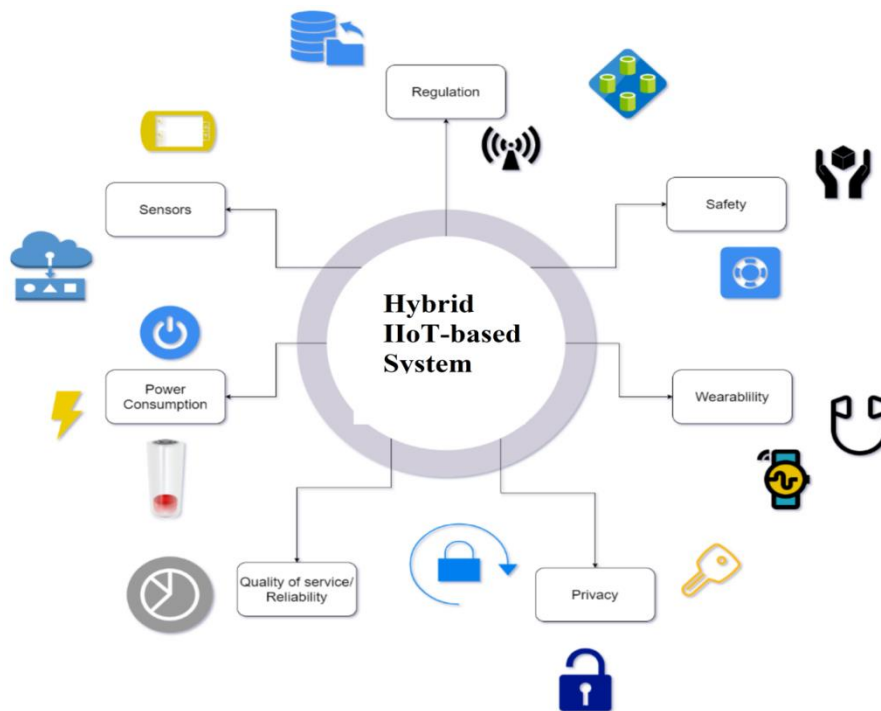 Regulation
Sensors
Safety
Hybrid
IIoT-based
System
Power
Consumption
Wearablility
Quality of service/
Reliability
Privacy